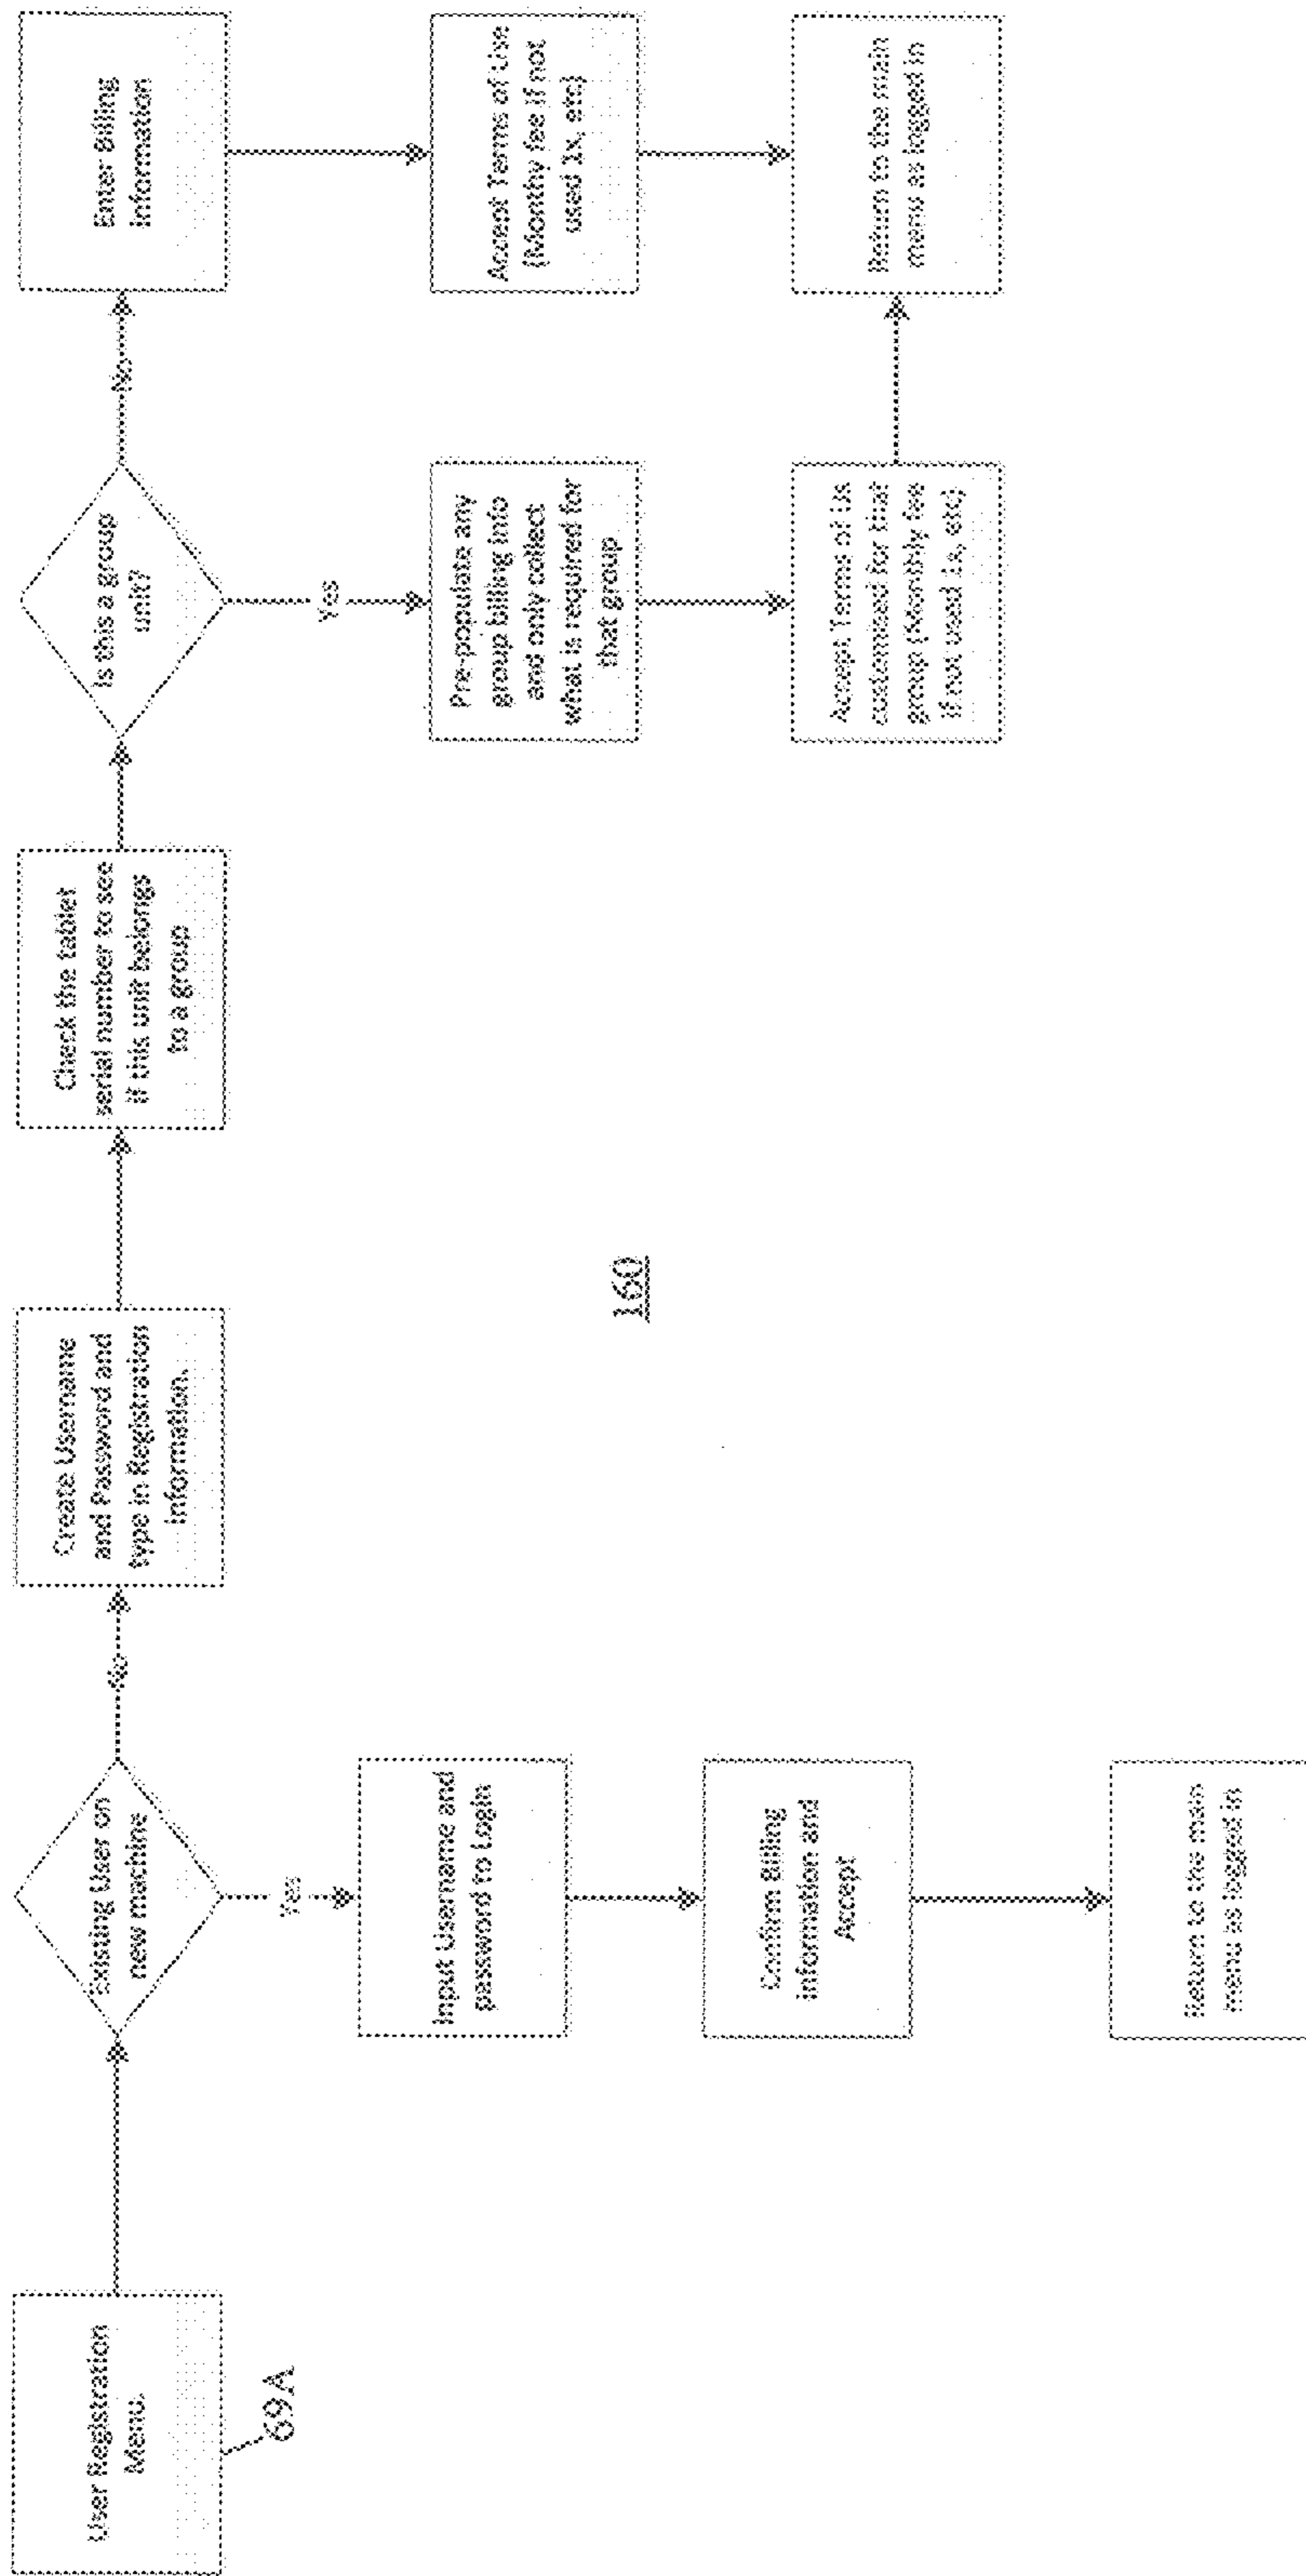 User Registration
Menu.
69A
Existing User on
new machine
No
Yes
Input Username and
password to Login
Confirm Billing
information and
Accept
Return to the main
menu as logged in
Create Username
and Password and
type in Registration
Information.
Check the tablet
serial number to see
if this unit belongs
to a group
Is this a group
unit?
No
Yes
Enter Billing
Information
Accept Terms of Use
(Monthy fee if not
used 1x, etc)
Pre-populate any
group billing info
and only collect
what is required for
that group
Accept Terms of Us
customised for that
group (Monthly fee
if not used 1x, etc)
Return to the main
menu as logged in
160